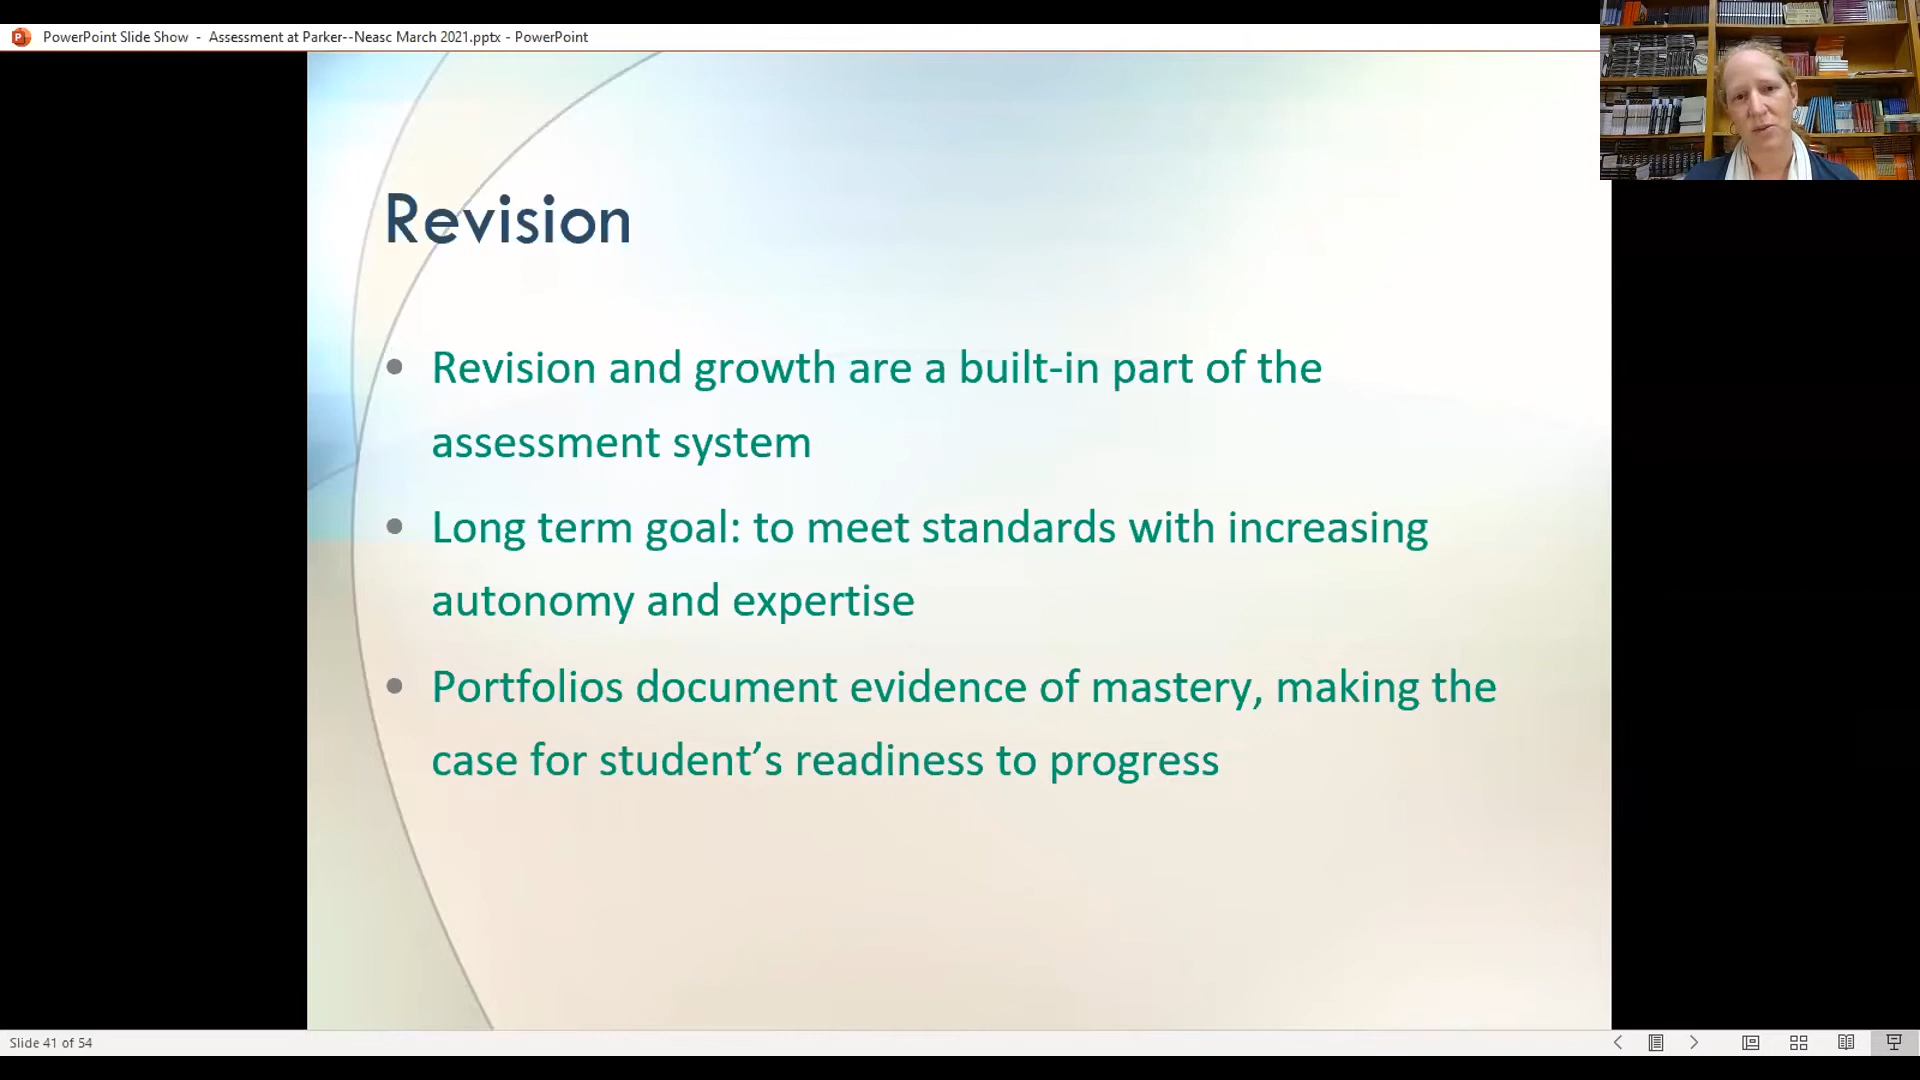 PowerPoint Slide Show - Assessment at Parker--Neasc March 2021.pptx - PowerPoint
Revision
• Revision and growth are a built-in part of the
assessment system
• Long term goal: to meet standards with increasing
autonomy and expertise
• Portfolios document evidence of mastery, making the
case for student’s readiness to progress
Slide 41 of 54